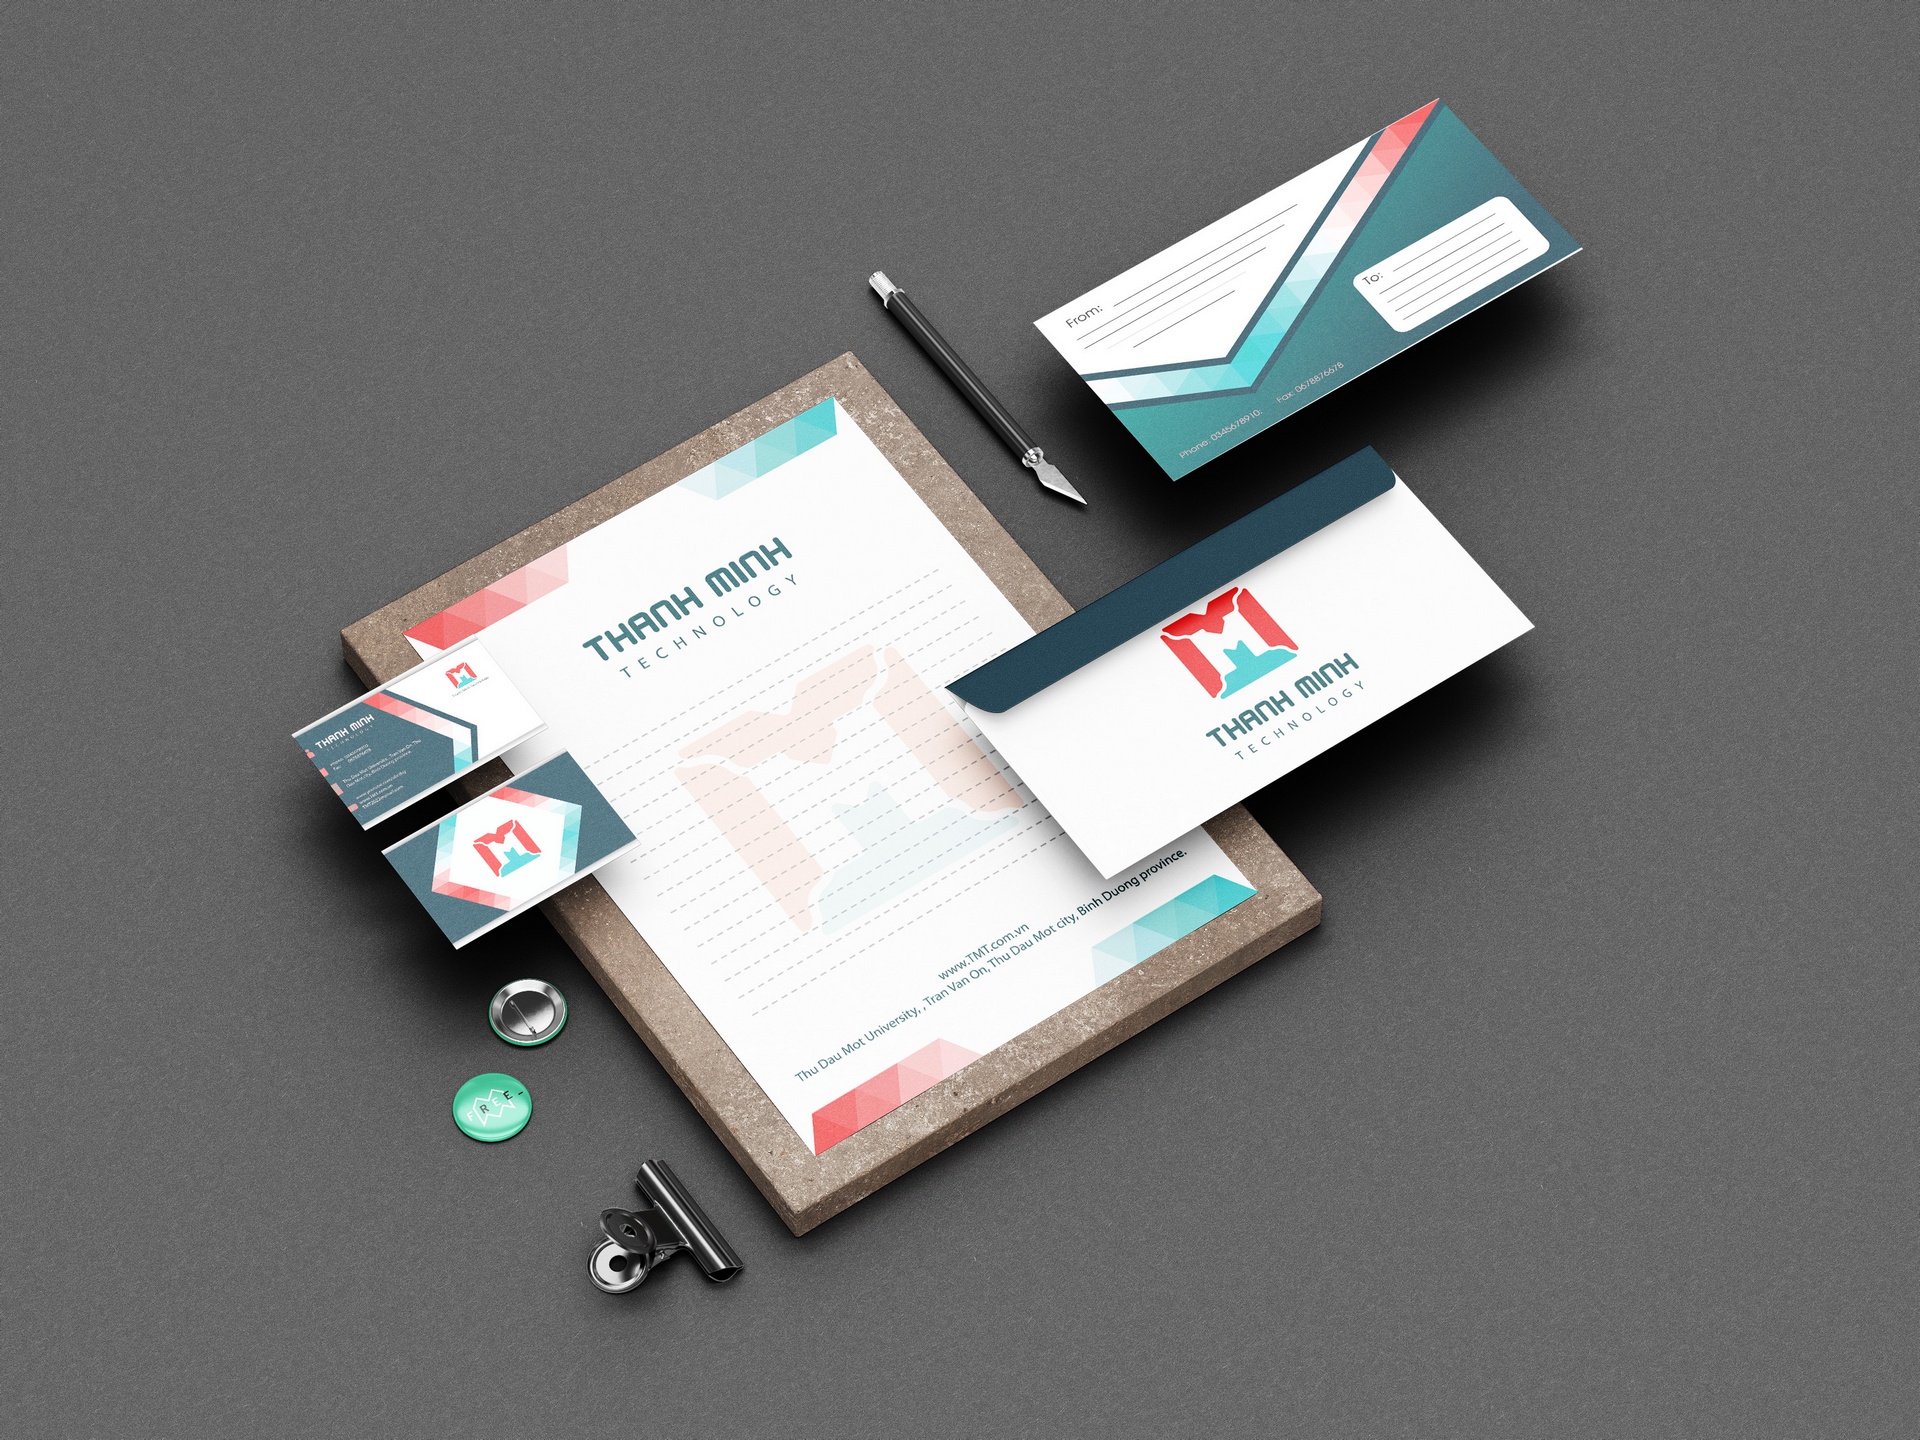 From:
To:
Phone: 0345678910:
Fax: 0678876678
THANH MINH
TECHNOLOGY
www.TMT.com.vn
Thu Dau Mot University, , Tran Van On, Thu Dau Mot city, Binh Duong province.
THANH MINH
TECHNOLOGY
THANH MINH
TECHNOLOGY
FREE-